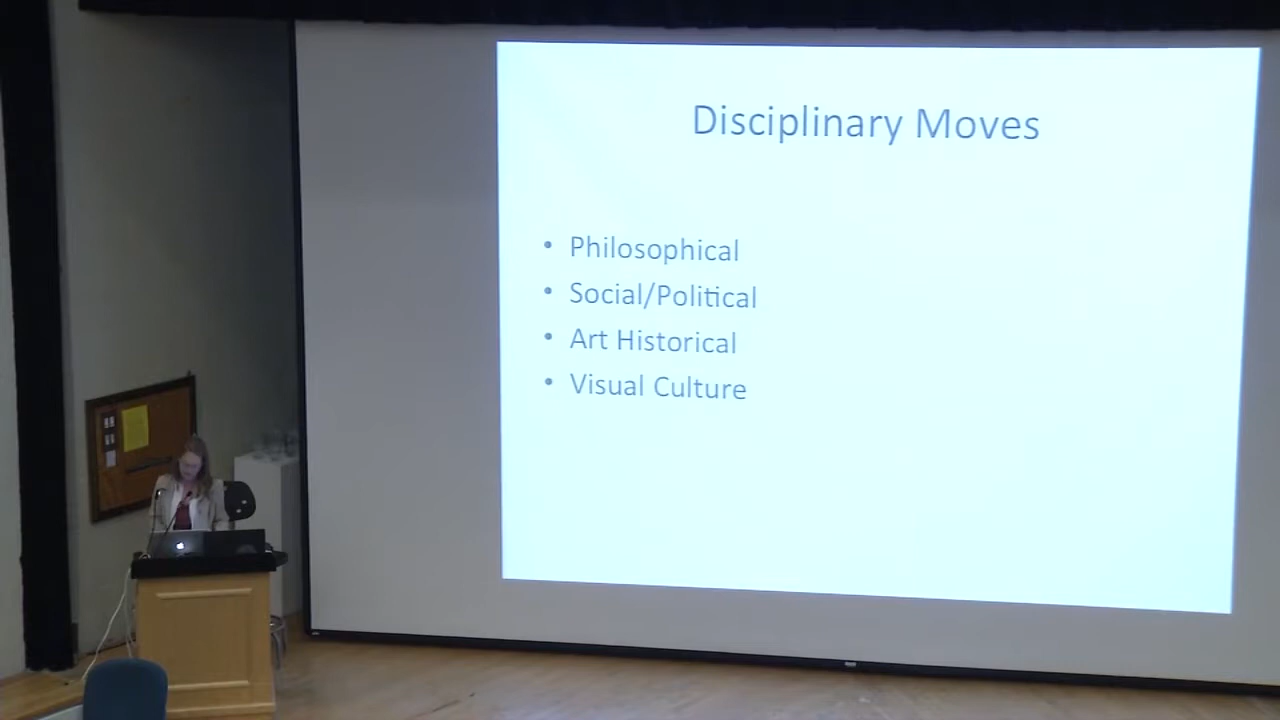 Disciplinary Moves
• Philosophical
• Social/Political
• Art Historical
• Visual Culture